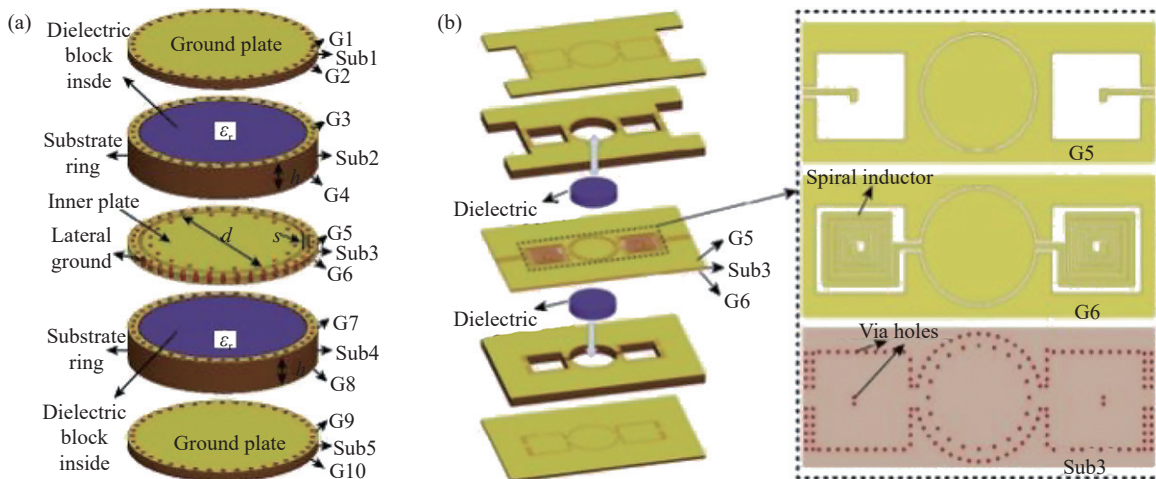 (a)
Dielectric
block
insde
Ground plate
G1
Sub1
G2
εr
G3
Substrate
ring
Sub2
h
G4
Inner plate
d
s
Lateral
ground
G5
Sub3
G6
G7
Substrate
ring
εr
Sub4
h
G8
Dielectric
block
inside
Ground plate
G9
Sub5
G10
(b)
Dielectric
G5
Sub3
G6
Dielectric
G5
Spiral inductor
G6
Via holes
Sub3